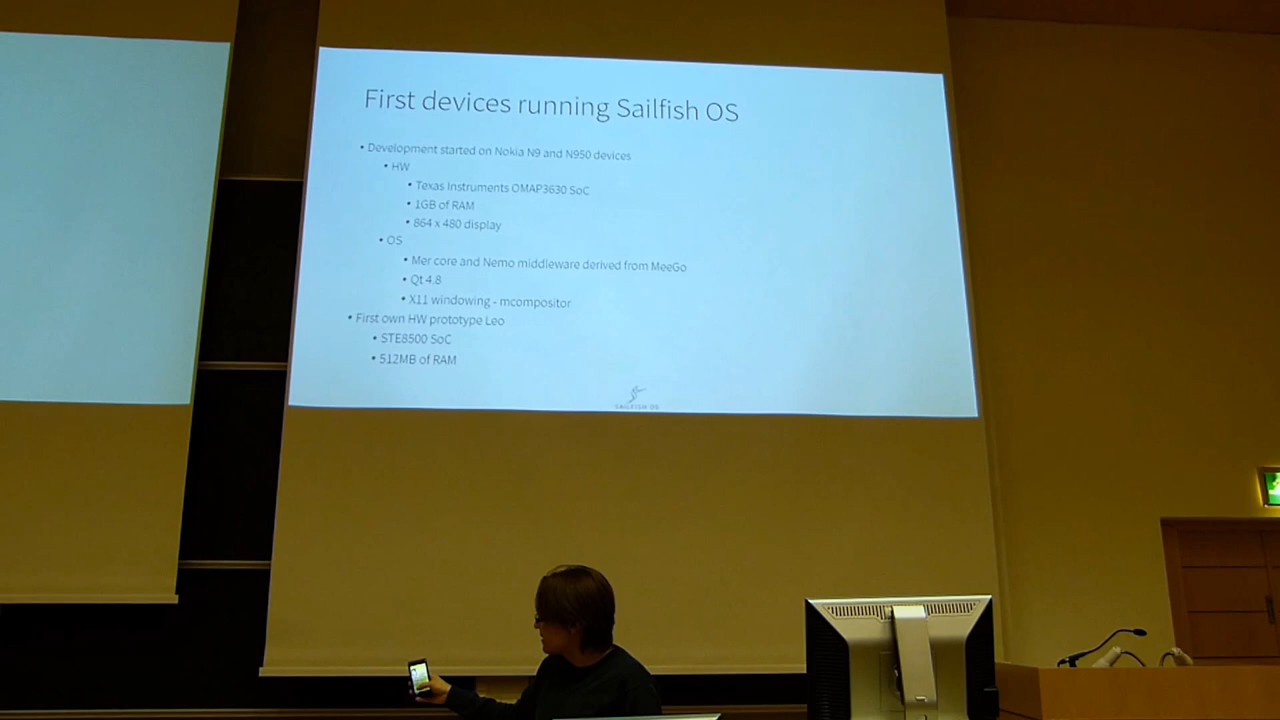 First devices running Sailfish OS
• Development started on Nokia N9 and N950 devices
• HW
• Texas Instruments OMAP3630 SoC
• 1GB of RAM
• 864 x 480 display
• OS
• Mer core and Nemo middleware derived from MeeGo
• Qt 4.8
• X11 windowing - mcompositor
• First own HW prototype Leo
• STE8500 SoC
• 512MB of RAM
SAILFISH OS